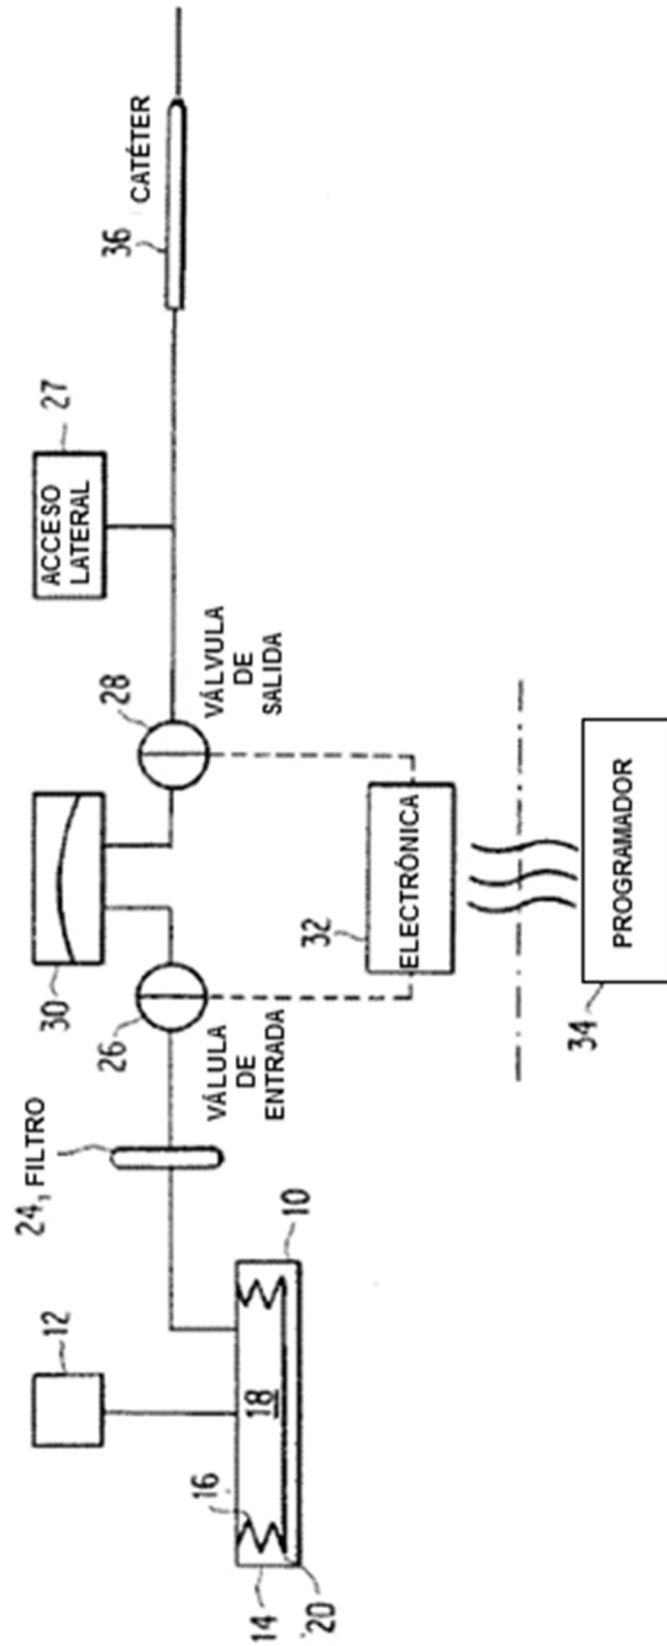 12
24, FILTRO
30
ACCESO
LATERAL
27
36
CATÉTER
26
28
VÁLULA
DE
ENTRADA
VÁLVULA
DE
SALIDA
16
18
10
14
20
32
ELECTRÓNICA
34
PROGRAMADOR